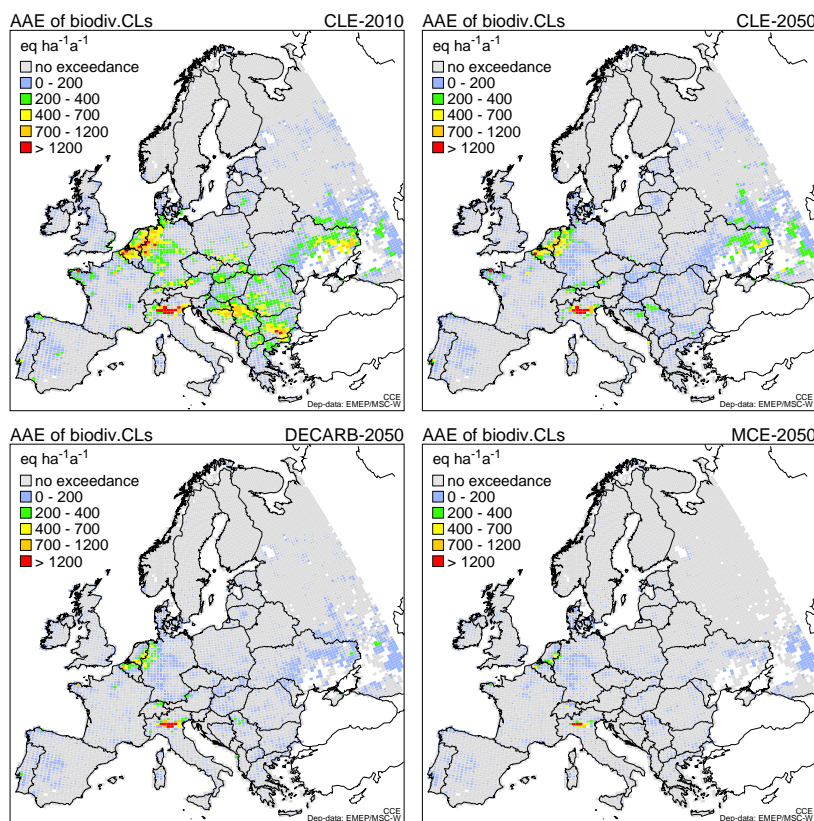 AAE of biodiv.CLs CLE-2010
eq ha⁻¹a⁻¹
no exceedance
0 - 200
200 - 400
400 - 700
700 - 1200
> 1200
CCE
Dep-data: EMEP/MSC-W
AAE of biodiv.CLs CLE-2050
eq ha⁻¹a⁻¹
no exceedance
0 - 200
200 - 400
400 - 700
700 - 1200
> 1200
CCE
Dep-data: EMEP/MSC-W
AAE of biodiv.CLs DECARB-2050
eq ha⁻¹a⁻¹
no exceedance
0 - 200
200 - 400
400 - 700
700 - 1200
> 1200
CCE
Dep-data: EMEP/MSC-W
AAE of biodiv.CLs MCE-2050
eq ha⁻¹a⁻¹
no exceedance
0 - 200
200 - 400
400 - 700
700 - 1200
> 1200
CCE
Dep-data: EMEP/MSC-W